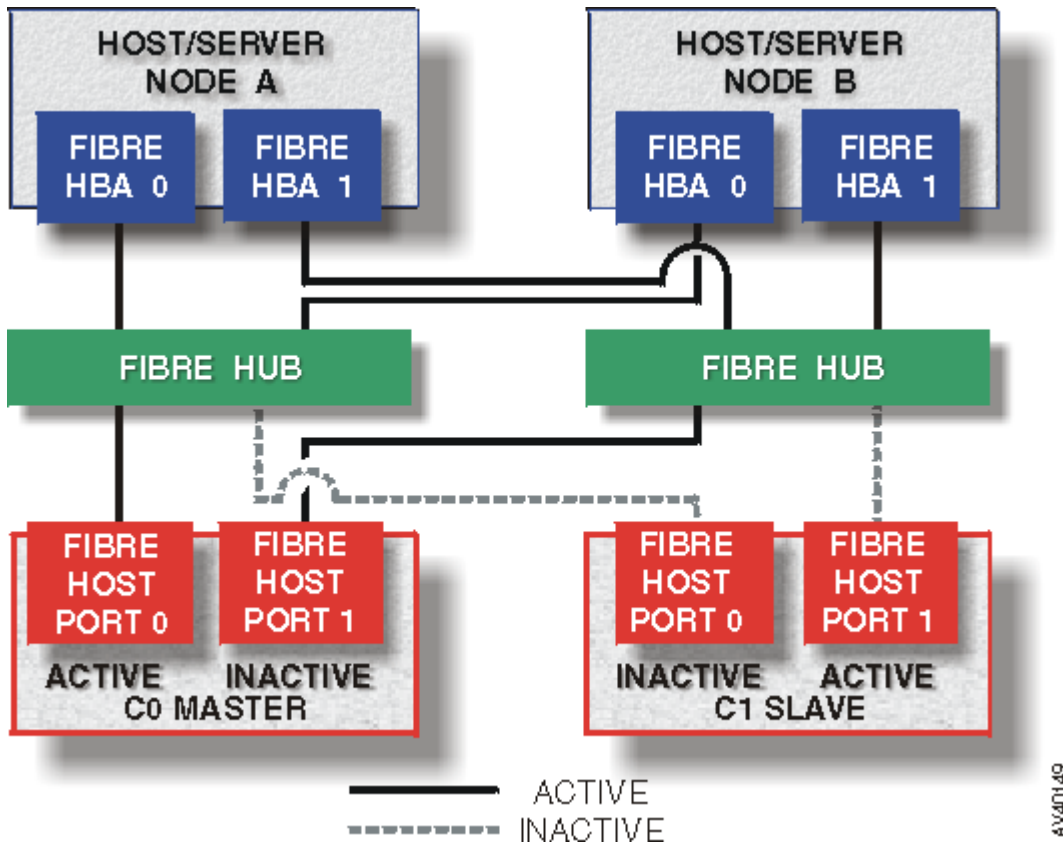 HOST/SERVER
NODE A
FIBRE
HBA 0
FIBRE
HBA 1
HOST/SERVER
NODE B
FIBRE
HBA 0
FIBRE
HBA 1
FIBRE HUB
FIBRE HUB
FIBRE
HOST
PORT 0
FIBRE
HOST
PORT 1
ACTIVE
INACTIVE
C0 MASTER
FIBRE
HOST
PORT 0
FIBRE
HOST
PORT 1
INACTIVE
ACTIVE
C1 SLAVE
ACTIVE
INACTIVE
AV40149